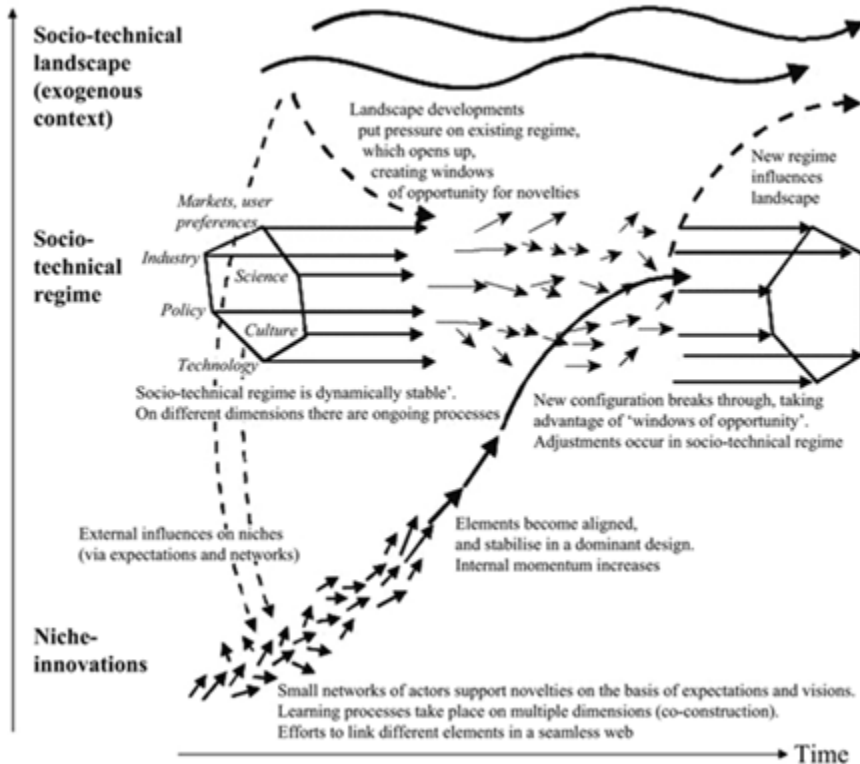 Socio-technical
landscape
(exogenous
context)
Landscape developments
put pressure on existing regime,
which opens up,
creating windows
of opportunity for novelties
New regime
influences
landscape
Markets, user
preferences
Socio-
technical
regime
Industry
Science
Policy
Culture
Technology
Socio-technical regime is dynamically stable’.
On different dimensions there are ongoing processes
New configuration breaks through, taking
advantage of ‘windows of opportunity’.
Adjustments occur in socio-technical regime
External influences on niches
(via expectations and networks)
Elements become aligned,
and stabilise in a dominant design.
Internal momentum increases
Niche-
innovations
Small networks of actors support novelties on the basis of expectations and visions.
Learning processes take place on multiple dimensions (co-construction).
Efforts to link different elements in a seamless web
Time